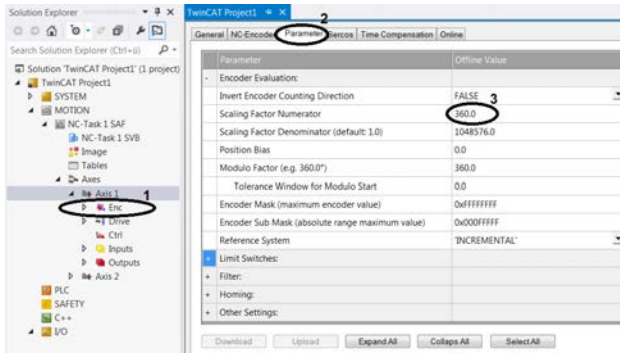 Solution Explorer
Search Solution Explorer (Ctrl+ü)
Solution 'TwinCAT Project1' (1 project)
TwinCAT Project1
SYSTEM
MOTION
NC-Task 1 SAF
NC-Task 1 SVB
Image
Tables
Axes
Axis 1
1
Enc
Drive
Ctrl
Inputs
Outputs
Axis 2
PLC
SAFETY
C++
I/O
TwinCAT Project1
2
General NC-Encoder Parameter Sercos Time Compensation Online
Parameter Offline Value
- Encoder Evaluation:
Invert Encoder Counting Direction FALSE
3
Scaling Factor Numerator 360.0
Scaling Factor Denominator (default: 1.0) 1048576.0
Position Bias 0.0
Modulo Factor (e.g. 360.0°) 360.0
Tolerance Window for Modulo Start 0.0
Encoder Mask (maximum encoder value) 0xFFFFFFFF
Encoder Sub Mask (absolute range maximum value) 0x000FFFFF
Reference System 'INCREMENTAL'
+ Limit Switches:
+ Filter:
+ Homing:
+ Other Settings:
Download Upload Expand All Collaps All Select All